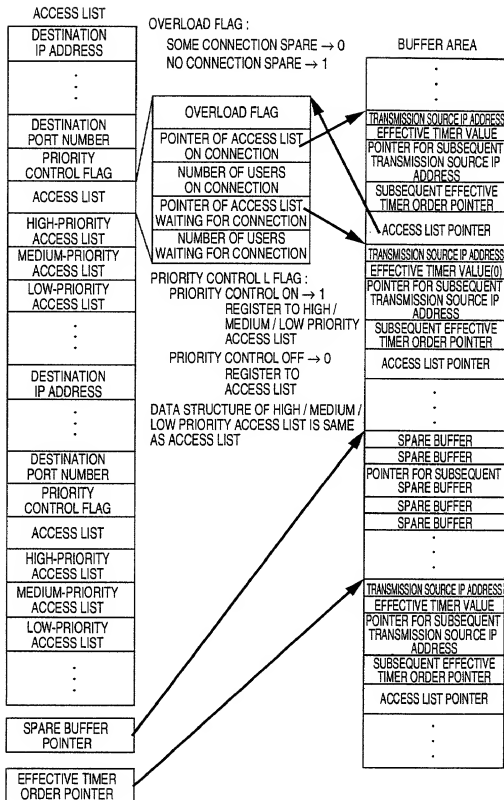 ACCESS LIST
DESTINATION
IP ADDRESS
DESTINATION
PORT NUMBER
PRIORITY
CONTROL FLAG
ACCESS LIST
HIGH-PRIORITY
ACCESS LIST
MEDIUM-PRIORITY
ACCESS LIST
LOW-PRIORITY
ACCESS LIST
DESTINATION
IP ADDRESS
DESTINATION
PORT NUMBER
PRIORITY
CONTROL FLAG
ACCESS LIST
HIGH-PRIORITY
ACCESS LIST
MEDIUM-PRIORITY
ACCESS LIST
LOW-PRIORITY
ACCESS LIST
SPARE BUFFER
POINTER
EFFECTIVE TIMER
ORDER POINTER
OVERLOAD FLAG :
SOME CONNECTION SPARE → 0
NO CONNECTION SPARE → 1
OVERLOAD FLAG
POINTER OF ACCESS LIST
ON CONNECTION
NUMBER OF USERS
ON CONNECTION
POINTER OF ACCESS LIST
WAITING FOR CONNECTION
NUMBER OF USERS
WAITING FOR CONNECTION
PRIORITY CONTROL L FLAG :
PRIORITY CONTROL ON → 1
REGISTER TO HIGH /
MEDIUM / LOW PRIORITY
ACCESS LIST
PRIORITY CONTROL OFF → 0
REGISTER TO
ACCESS LIST
DATA STRUCTURE OF HIGH / MEDIUM /
LOW PRIORITY ACCESS LIST IS SAME
AS ACCESS LIST
BUFFER AREA
TRANSMISSION SOURCE IP ADDRESS
EFFECTIVE TIMER VALUE
POINTER FOR SUBSEQUENT
TRANSMISSION SOURCE IP
ADDRESS
SUBSEQUENT EFFECTIVE
TIMER ORDER POINTER
ACCESS LIST POINTER
TRANSMISSION SOURCE IP ADDRESS
EFFECTIVE TIMER VALUE(0)
POINTER FOR SUBSEQUENT
TRANSMISSION SOURCE IP
ADDRESS
SUBSEQUENT EFFECTIVE
TIMER ORDER POINTER
ACCESS LIST POINTER
SPARE BUFFER
SPARE BUFFER
POINTER FOR SUBSEQUENT
SPARE BUFFER
SPARE BUFFER
SPARE BUFFER
TRANSMISSION SOURCE IP ADDRESS
EFFECTIVE TIMER VALUE
POINTER FOR SUBSEQUENT
TRANSMISSION SOURCE IP
ADDRESS
SUBSEQUENT EFFECTIVE
TIMER ORDER POINTER
ACCESS LIST POINTER